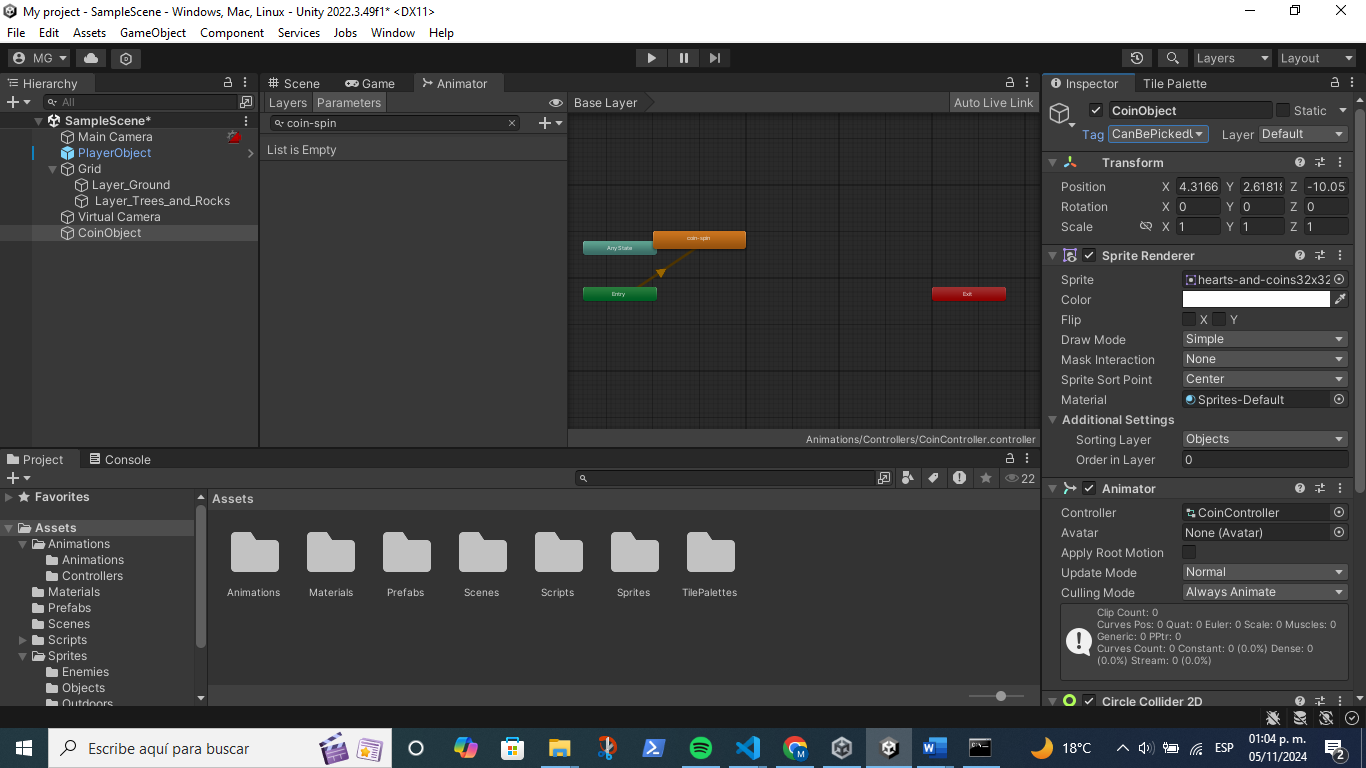 My project - SampleScene - Windows, Mac, Linux - Unity 2022.3.49f1* <DX11>
File Edit Assets GameObject Component Services Jobs Window Help
MG Layers Layout
Hierarchy
All
SampleScene*
Main Camera
PlayerObject
Grid
Layer_Ground
Layer_Trees_and_Rocks
Virtual Camera
CoinObject
Scene Game Animator
Layers Parameters Base Layer Auto Live Link
coin-spin
List is Empty
coin-spin
Any State
Entry
Exit
Animations/Controllers/CoinController.controller
Inspector Tile Palette
CoinObject Static
Tag CanBePickedU Layer Default
Transform
Position X 4.3166 Y 2.61818 Z -10.05
Rotation X 0 Y 0 Z 0
Scale X 1 Y 1 Z 1
Sprite Renderer
Sprite hearts-and-coins32x32
Color
Flip X Y
Draw Mode Simple
Mask Interaction None
Sprite Sort Point Center
Material Sprites-Default
Additional Settings
Sorting Layer Objects
Order in Layer 0
Animator
Controller CoinController
Avatar None (Avatar)
Apply Root Motion
Update Mode Normal
Culling Mode Always Animate
Clip Count: 0
Curves Pos: 0 Quat: 0 Euler: 0 Scale: 0 Muscles: 0
Generic: 0 PPtr: 0
Curves Count: 0 Constant: 0 (0.0%) Dense: 0
(0.0%) Stream: 0 (0.0%)
Circle Collider 2D
Project Console
22
Favorites
Assets
Animations
Animations
Controllers
Materials
Prefabs
Scenes
Scripts
Sprites
Enemies
Objects
Outdoors
Assets
Animations Materials Prefabs Scenes Scripts Sprites TilePalettes
Escribe aquí para buscar
18°C
ESP
01:04 p. m.
05/11/2024
2